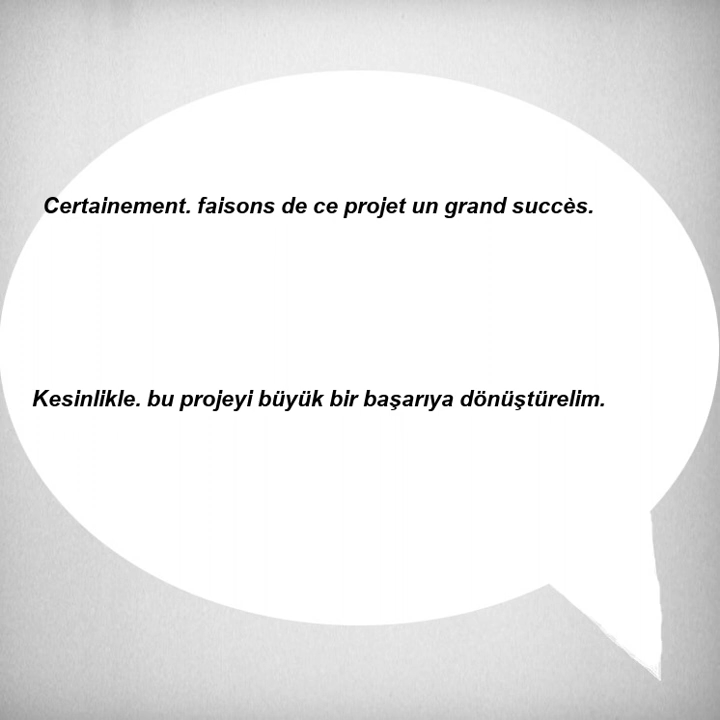 Certainement. faisons de ce projet un grand succès.
Kesinlikle. bu projeyi büyük bir başarıya dönüştürelim.